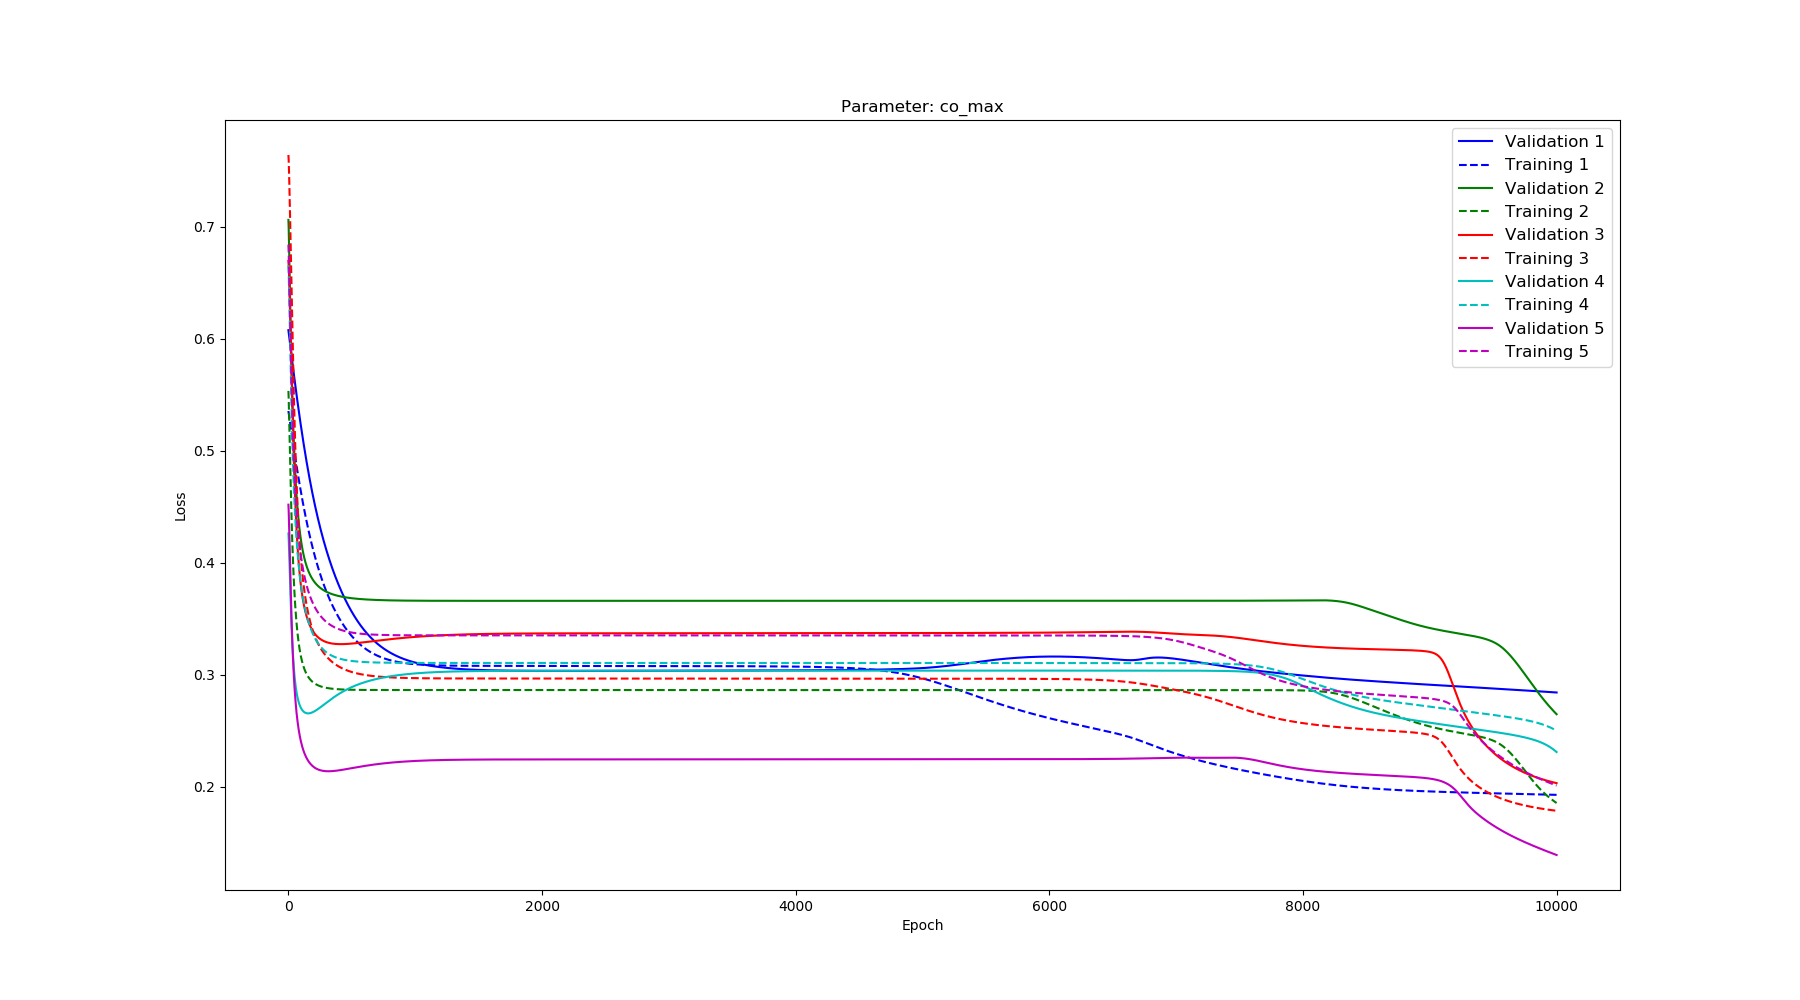 Parameter: co_max
Validation 1
Training 1
Validation 2
Training 2
Validation 3
Training 3
Validation 4
Training 4
Validation 5
Training 5
0.7
0.6
0.5
0.4
0.3
0.2
Loss
0
2000
4000
6000
8000
10000
Epoch